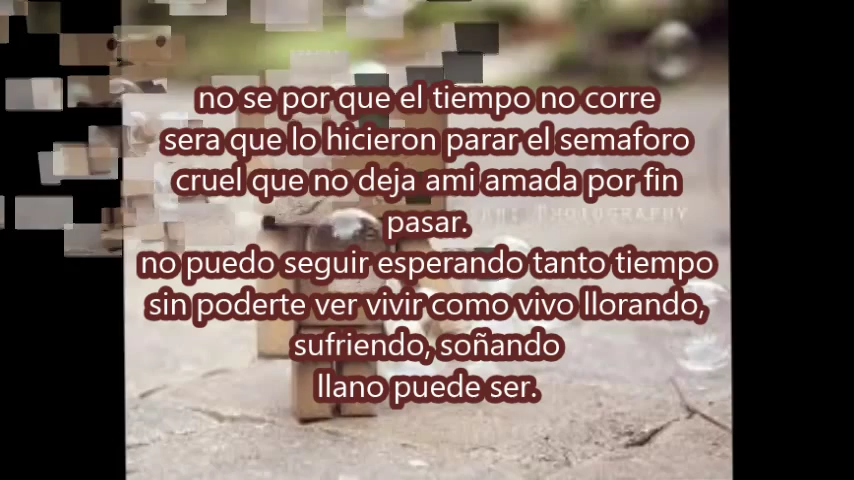 no se por que el tiempo no corre
sera que lo hicieron parar el semaforo
cruel que no deja ami amada por fin
pasar.
PHOTOGRAPHY
no puedo seguir esperando tanto tiempo
sin poderte ver vivir como vivo llorando,
sufriendo, soñando
llano puede ser.